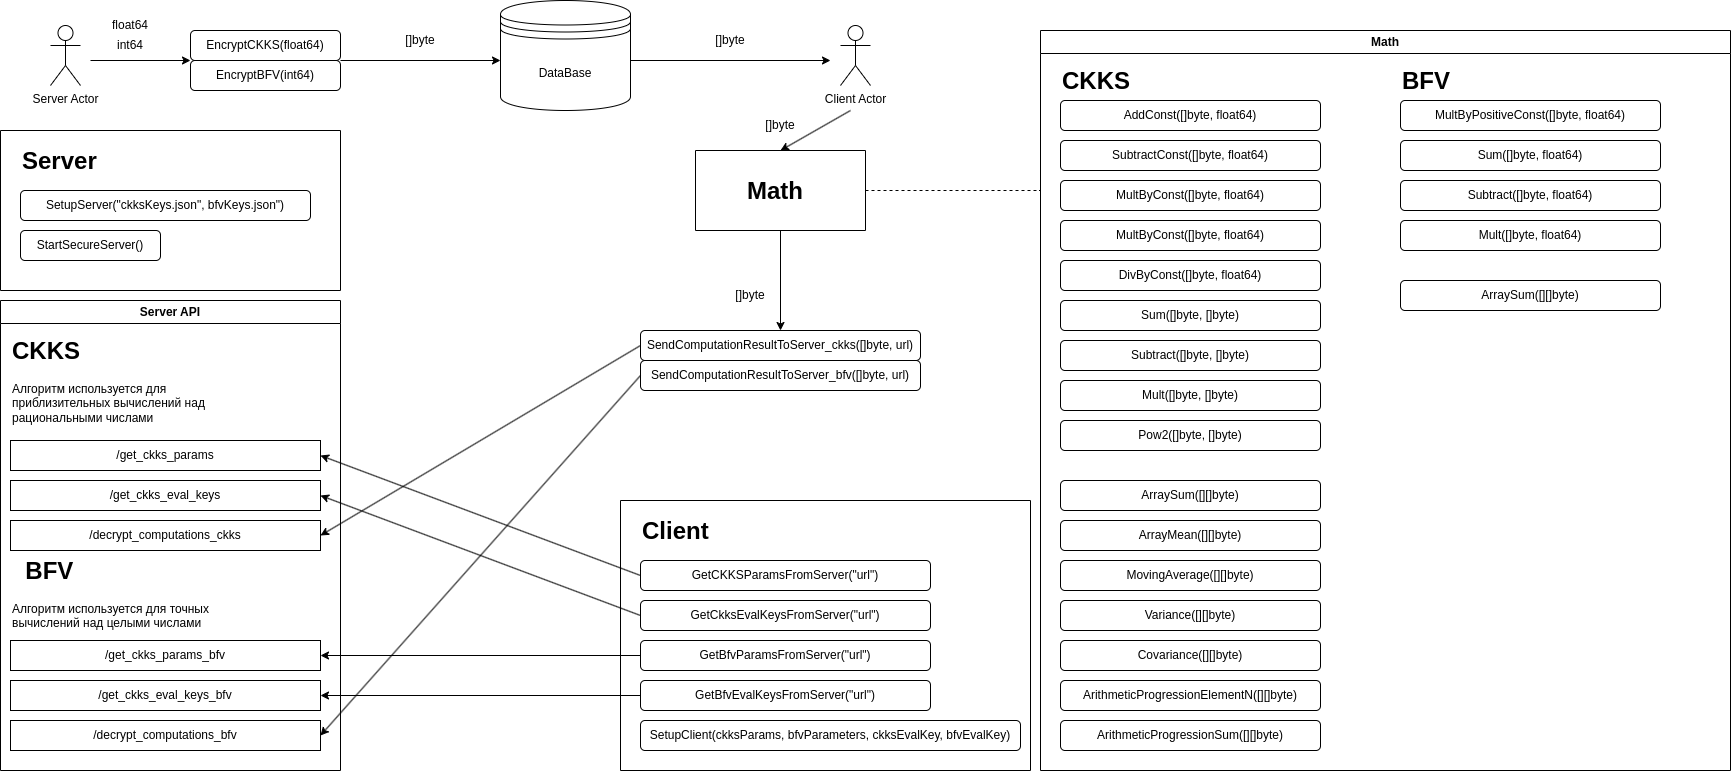 float64
int64
Server Actor
EncryptCKKS(float64)
EncryptBFV(int64)
[]byte
DataBase
[]byte
Client Actor
[]byte
Math
[]byte
SendComputationResultToServer_ckks([]byte, url)
SendComputationResultToServer_bfv([]byte, url)
Server
SetupServer("ckksKeys.json", bfvKeys.json")
StartSecureServer()
Server API
CKKS
Алгоритм используется для
приблизительных вычислений над
рациональными числами
/get_ckks_params
/get_ckks_eval_keys
/decrypt_computations_ckks
BFV
Алгоритм используется для точных
вычислений над целыми числами
/get_ckks_params_bfv
/get_ckks_eval_keys_bfv
/decrypt_computations_bfv
Client
GetCKKSParamsFromServer("url")
GetCkksEvalKeysFromServer("url")
GetBfvParamsFromServer("url")
GetBfvEvalKeysFromServer("url")
SetupClient(ckksParams, bfvParameters, ckksEvalKey, bfvEvalKey)
Math
CKKS
AddConst([]byte, float64)
SubtractConst([]byte, float64)
MultByConst([]byte, float64)
MultByConst([]byte, float64)
DivByConst([]byte, float64)
Sum([]byte, []byte)
Subtract([]byte, []byte)
Mult([]byte, []byte)
Pow2([]byte, []byte)
ArraySum([][]byte)
ArrayMean([][]byte)
MovingAverage([][]byte)
Variance([][]byte)
Covariance([][]byte)
ArithmeticProgressionElementN([][]byte)
ArithmeticProgressionSum([][]byte)
BFV
MultByPositiveConst([]byte, float64)
Sum([]byte, float64)
Subtract([]byte, float64)
Mult([]byte, float64)
ArraySum([][]byte)